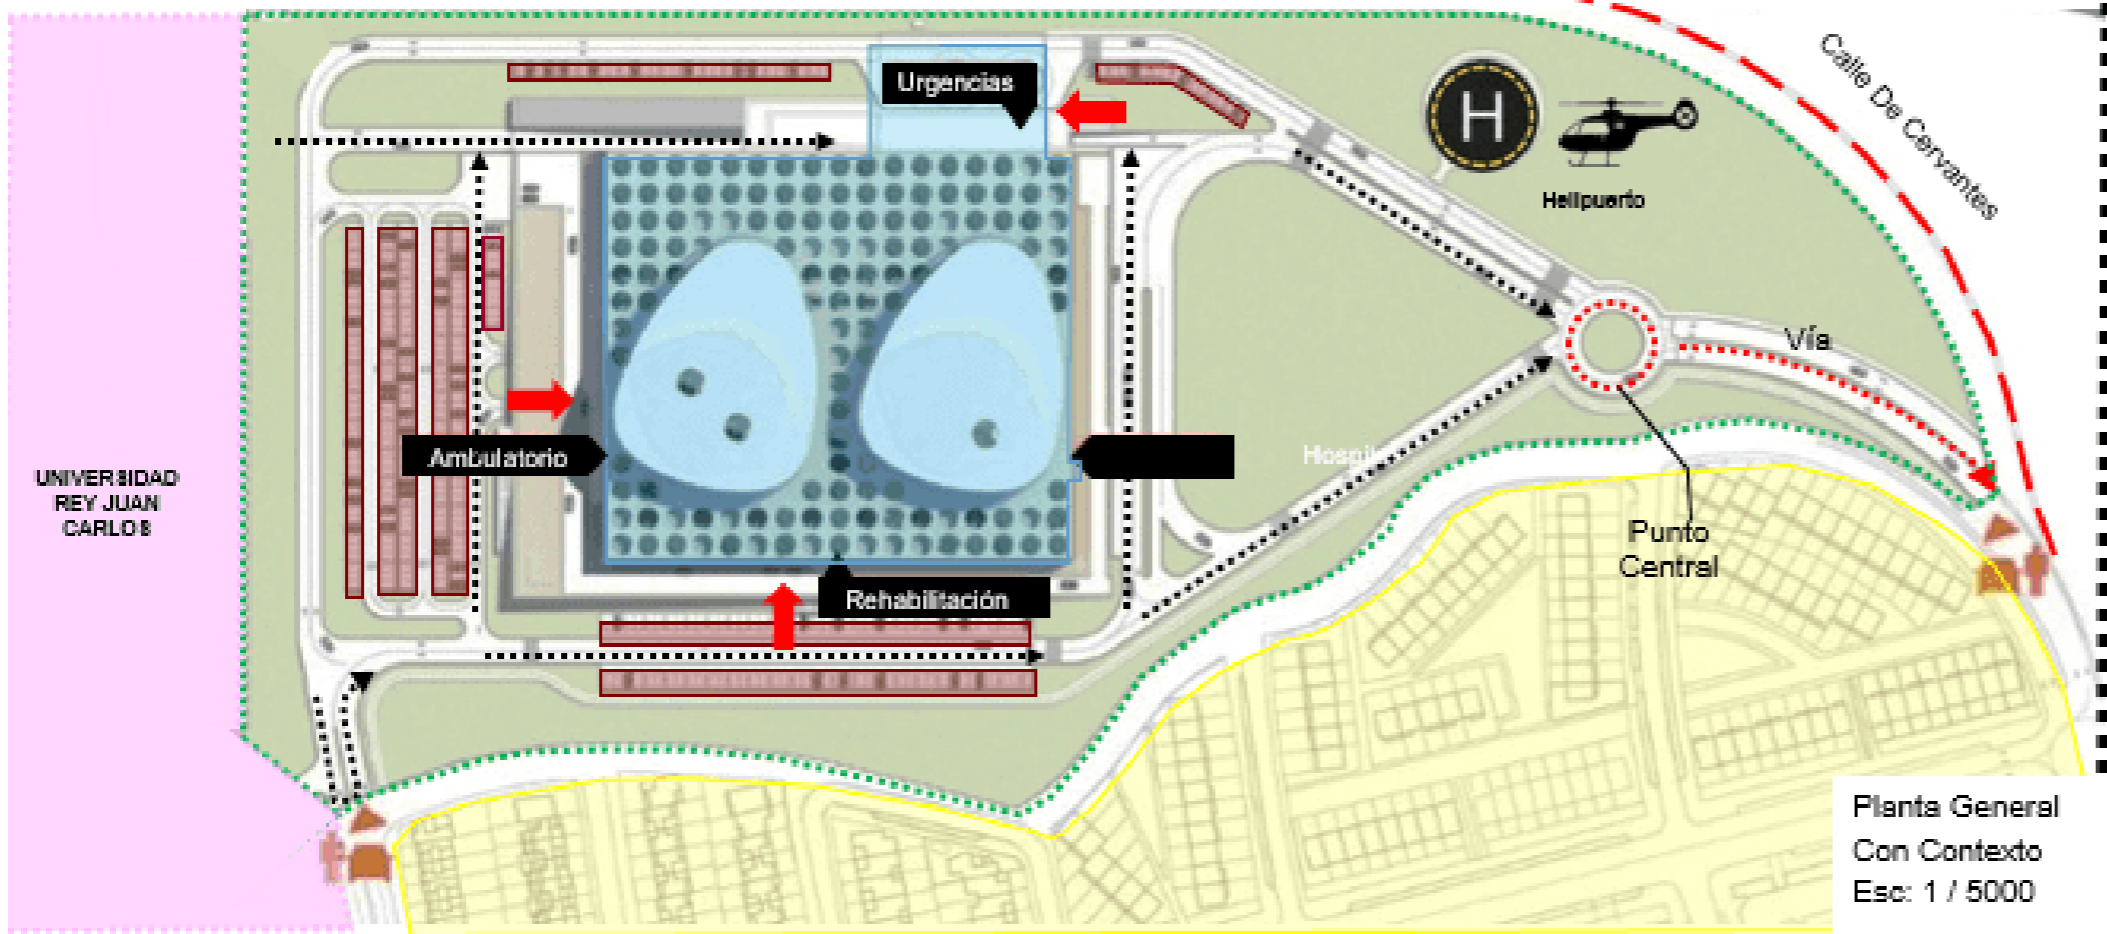 Urgencias
H
Helipuerto
Calle De Cervantes
Vía
UNIVERSIDAD
REY JUAN
CARLOS
Ambulatorio
Punto
Central
Rehabilitación
Planta General
Con Contexto
Esc: 1 / 5000